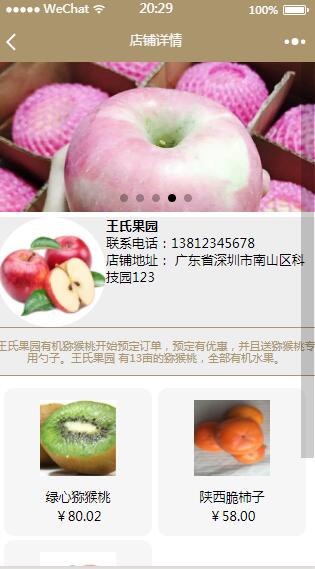 WeChat 20:29 100%
店铺详情
王氏果园
联系电话：13812345678
店铺地址： 广东省深圳市南山区科
技园123
王氏果园有机猕猴桃开始预定订单，预定有优惠，并且送猕猴桃专
用勺子。王氏果园 有13亩的猕猴桃，全部有机水果。
绿心猕猴桃
￥80.02
陕西脆柿子
￥58.00